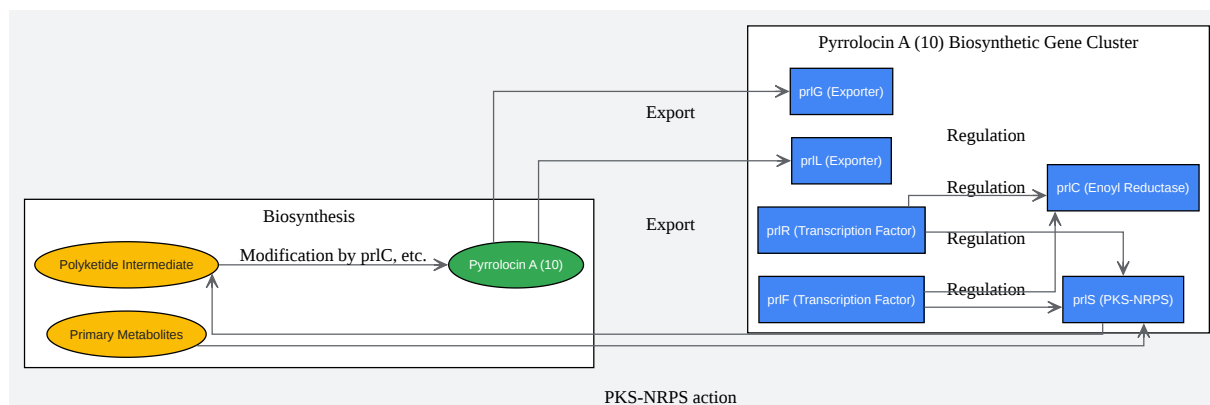 Pyrrolocin A (10) Biosynthetic Gene Cluster
prlG (Exporter)
Export
Regulation
prlL (Exporter)
Regulation
prlC (Enoyl Reductase)
Biosynthesis
Export
prlR (Transcription Factor)
Regulation
Polyketide Intermediate
Modification by prlC, etc.
Pyrrolocin A (10)
prlF (Transcription Factor)
Regulation
prlS (PKS-NRPS)
Primary Metabolites
PKS-NRPS action